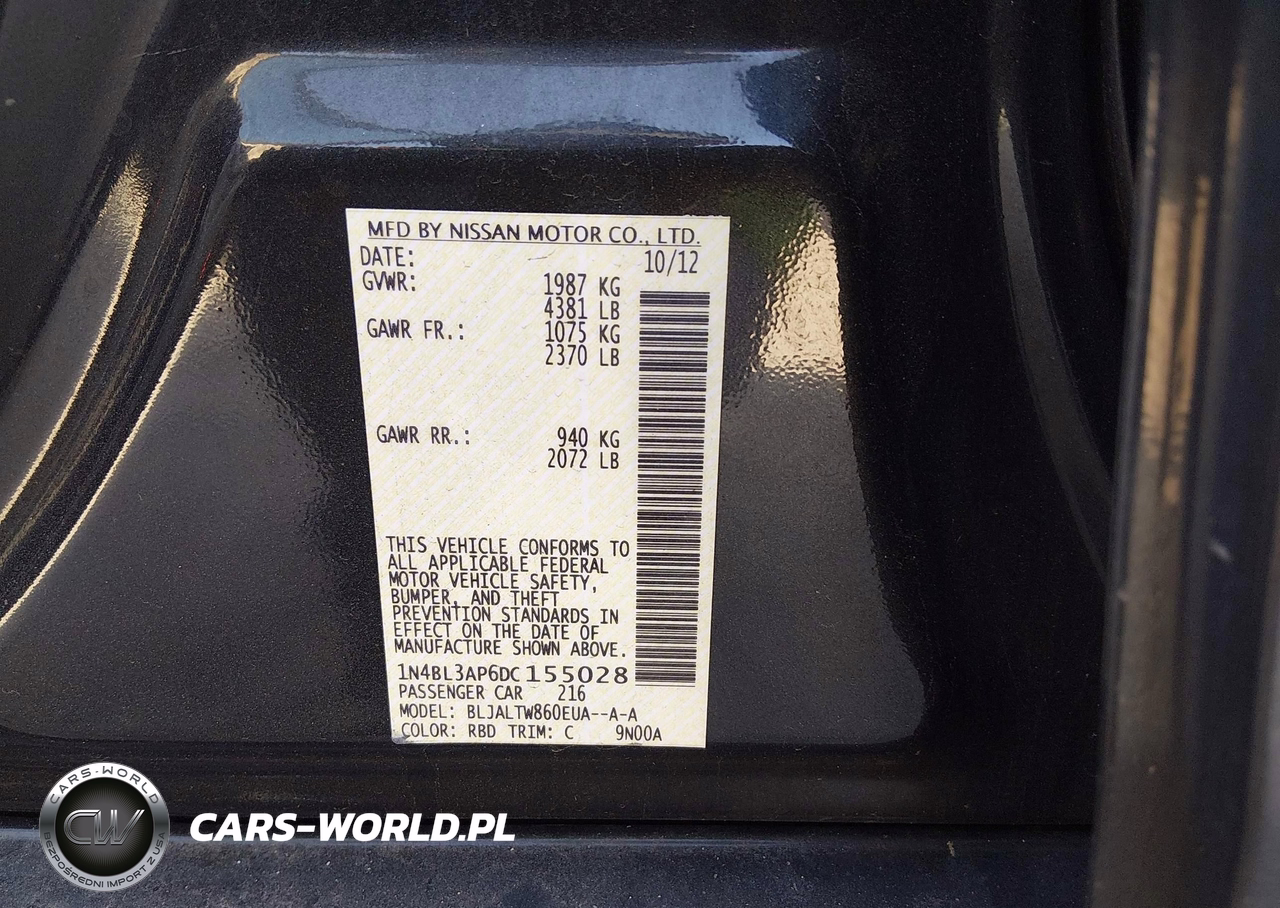 MFD BY NISSAN MOTOR CO., LTD.
DATE: 10/12
GVWR: 1987 KG
4381 LB
GAWR FR.: 1075 KG
2370 LB
GAWR RR.: 940 KG
2072 LB
THIS VEHICLE CONFORMS TO
ALL APPLICABLE FEDERAL
MOTOR VEHICLE SAFETY,
BUMPER, AND THEFT
PREVENTION STANDARDS IN
EFFECT ON THE DATE OF
MANUFACTURE SHOWN ABOVE.
1N4BL3AP6DC155028
PASSENGER CAR 216
MODEL: BLJALTW860EUA--A-A
COLOR: RBD TRIM: C 9N00A
CARS-WORLD
CW
BEZPOŚREDNI IMPORT Z USA
CARS-WORLD.PL